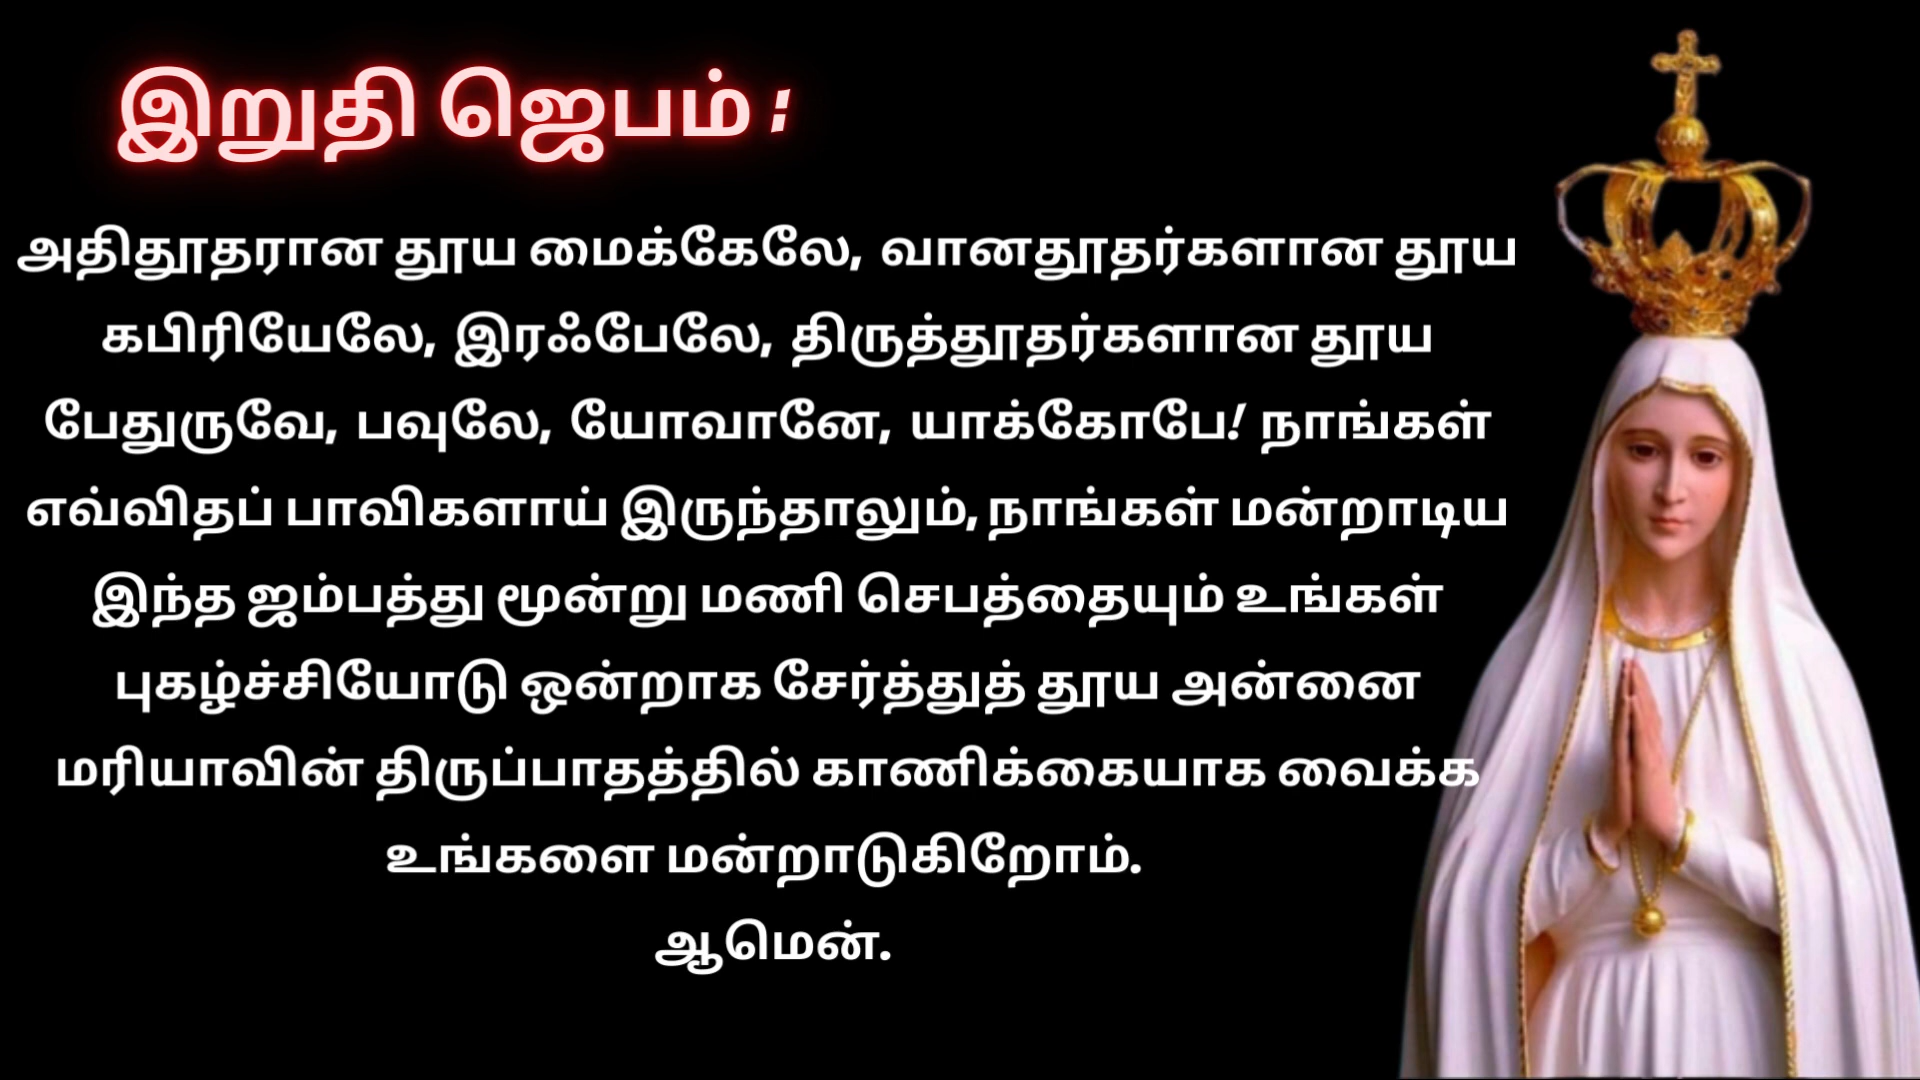 இறுதி ஜெபம் :
அதிதூதரான தூய மைக்கேலே, வானதூதர்களான தூய
கபிரியேலே, இரஃபேலே, திருத்தூதர்களான தூய
பேதுருவே, பவுலே, யோவானே, யாக்கோபே! நாங்கள்
எவ்விதப் பாவிகளாய் இருந்தாலும், நாங்கள் மன்றாடிய
இந்த ஜம்பத்து மூன்று மணி செபத்தையும் உங்கள்
புகழ்ச்சியோடு ஒன்றாக சேர்த்துத் தூய அன்னை
மரியாவின் திருப்பாதத்தில் காணிக்கையாக வைக்க
உங்களை மன்றாடுகிறோம்.
ஆமென்.